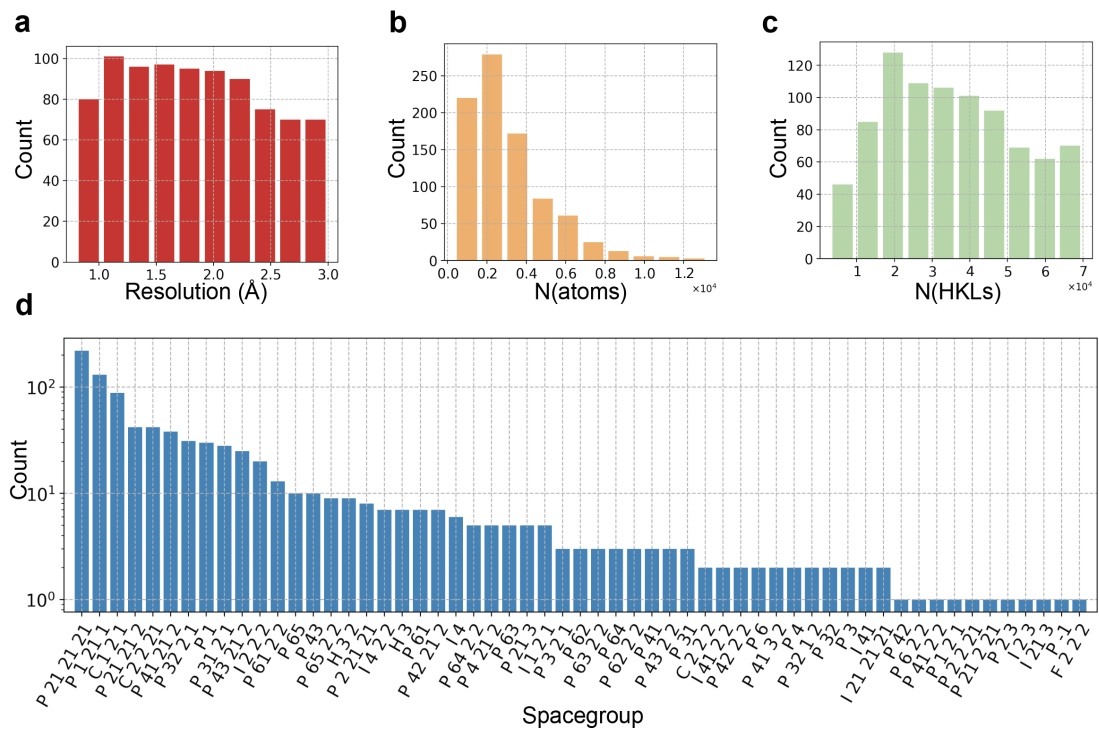 a
b
c
Count
100
80
60
40
20
0
1.0
1.5
2.0
2.5
3.0
Resolution (Å)
Count
250
200
150
100
50
0
0.0
0.2
0.4
0.6
0.8
1.0
1.2
×10⁴
N(atoms)
Count
120
100
80
60
40
20
0
1
2
3
4
5
6
7
×10⁴
N(HKLs)
d
Count
10²
10¹
10⁰
P 21 21 21
P 1 21 1
C 1 2 1
P 21 21 2
C 2 2 21
P 41 21 2
P 32 2 1
P 1
P 31 2 1
P 43 21 2
I 2 2 2
P 61 2 2
P 65
P 43
P 65 2 2
H 3 2
P 2 21 21
I 4 2 2
H 3
P 61
P 42 21 2
I 4
P 64 2 2
P 4 21 2
P 63
P 21 3
I 1 2 1
P 3 2 1
P 62
P 63 2 2
P 64
P 62 2 2
P 41
P 43 2 2
P 31
C 2 2 2
I 41 2 2
P 42 2 2
P 6
P 41 3 2
P 4
P 32 1 2
P 32
P 3
I 41
I 21 21 21
P 42
P 6 2 2
P 41 2 2
P 1 2 1
P 2 2 21
P 21 2 21
P 2 3
I 2 3
I 21 3
P -1
F 2 2 2
Spacegroup